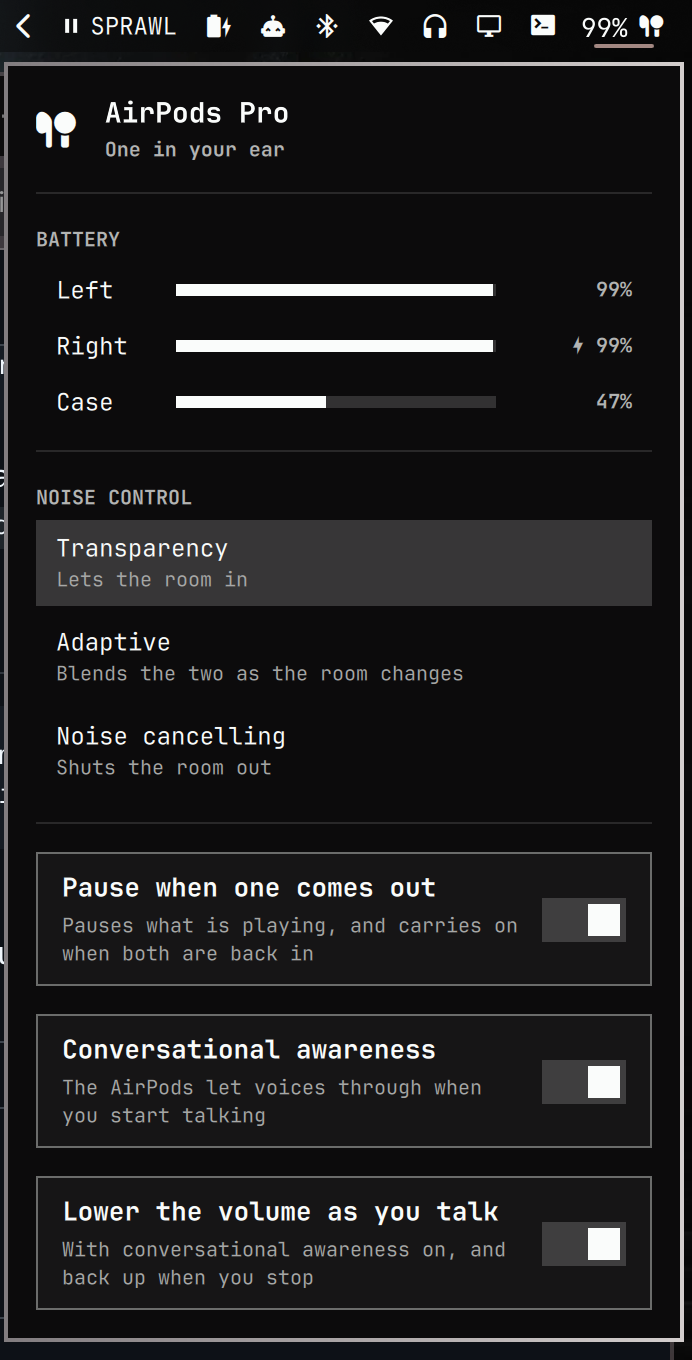 SPRAWL
99%
AirPods Pro
One in your ear
BATTERY
Left 99%
Right 99%
Case 47%
NOISE CONTROL
Transparency
Lets the room in
Adaptive
Blends the two as the room changes
Noise cancelling
Shuts the room out
Pause when one comes out
Pauses what is playing, and carries on
when both are back in
Conversational awareness
The AirPods let voices through when
you start talking
Lower the volume as you talk
With conversational awareness on, and
back up when you stop